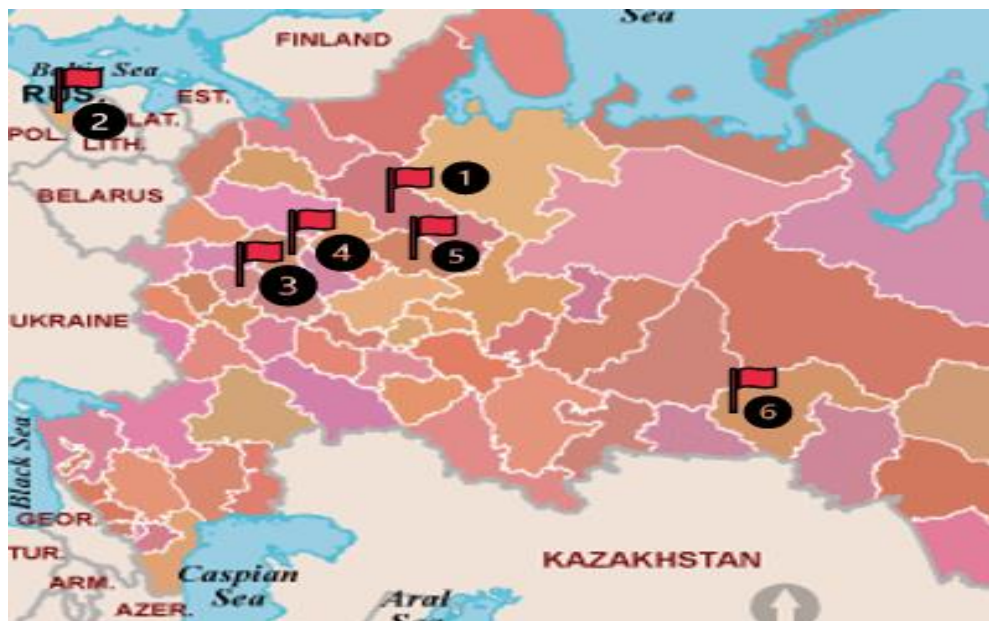 Sea
FINLAND
Baltic Sea
RUS.
EST.
2
LAT.
POL.
LITH.
1
BELARUS
4
5
3
UKRAINE
6
Black Sea
GEOR.
KAZAKHSTAN
TUR.
Caspian
Sea
ARM.
Aral
Sea
AZER.